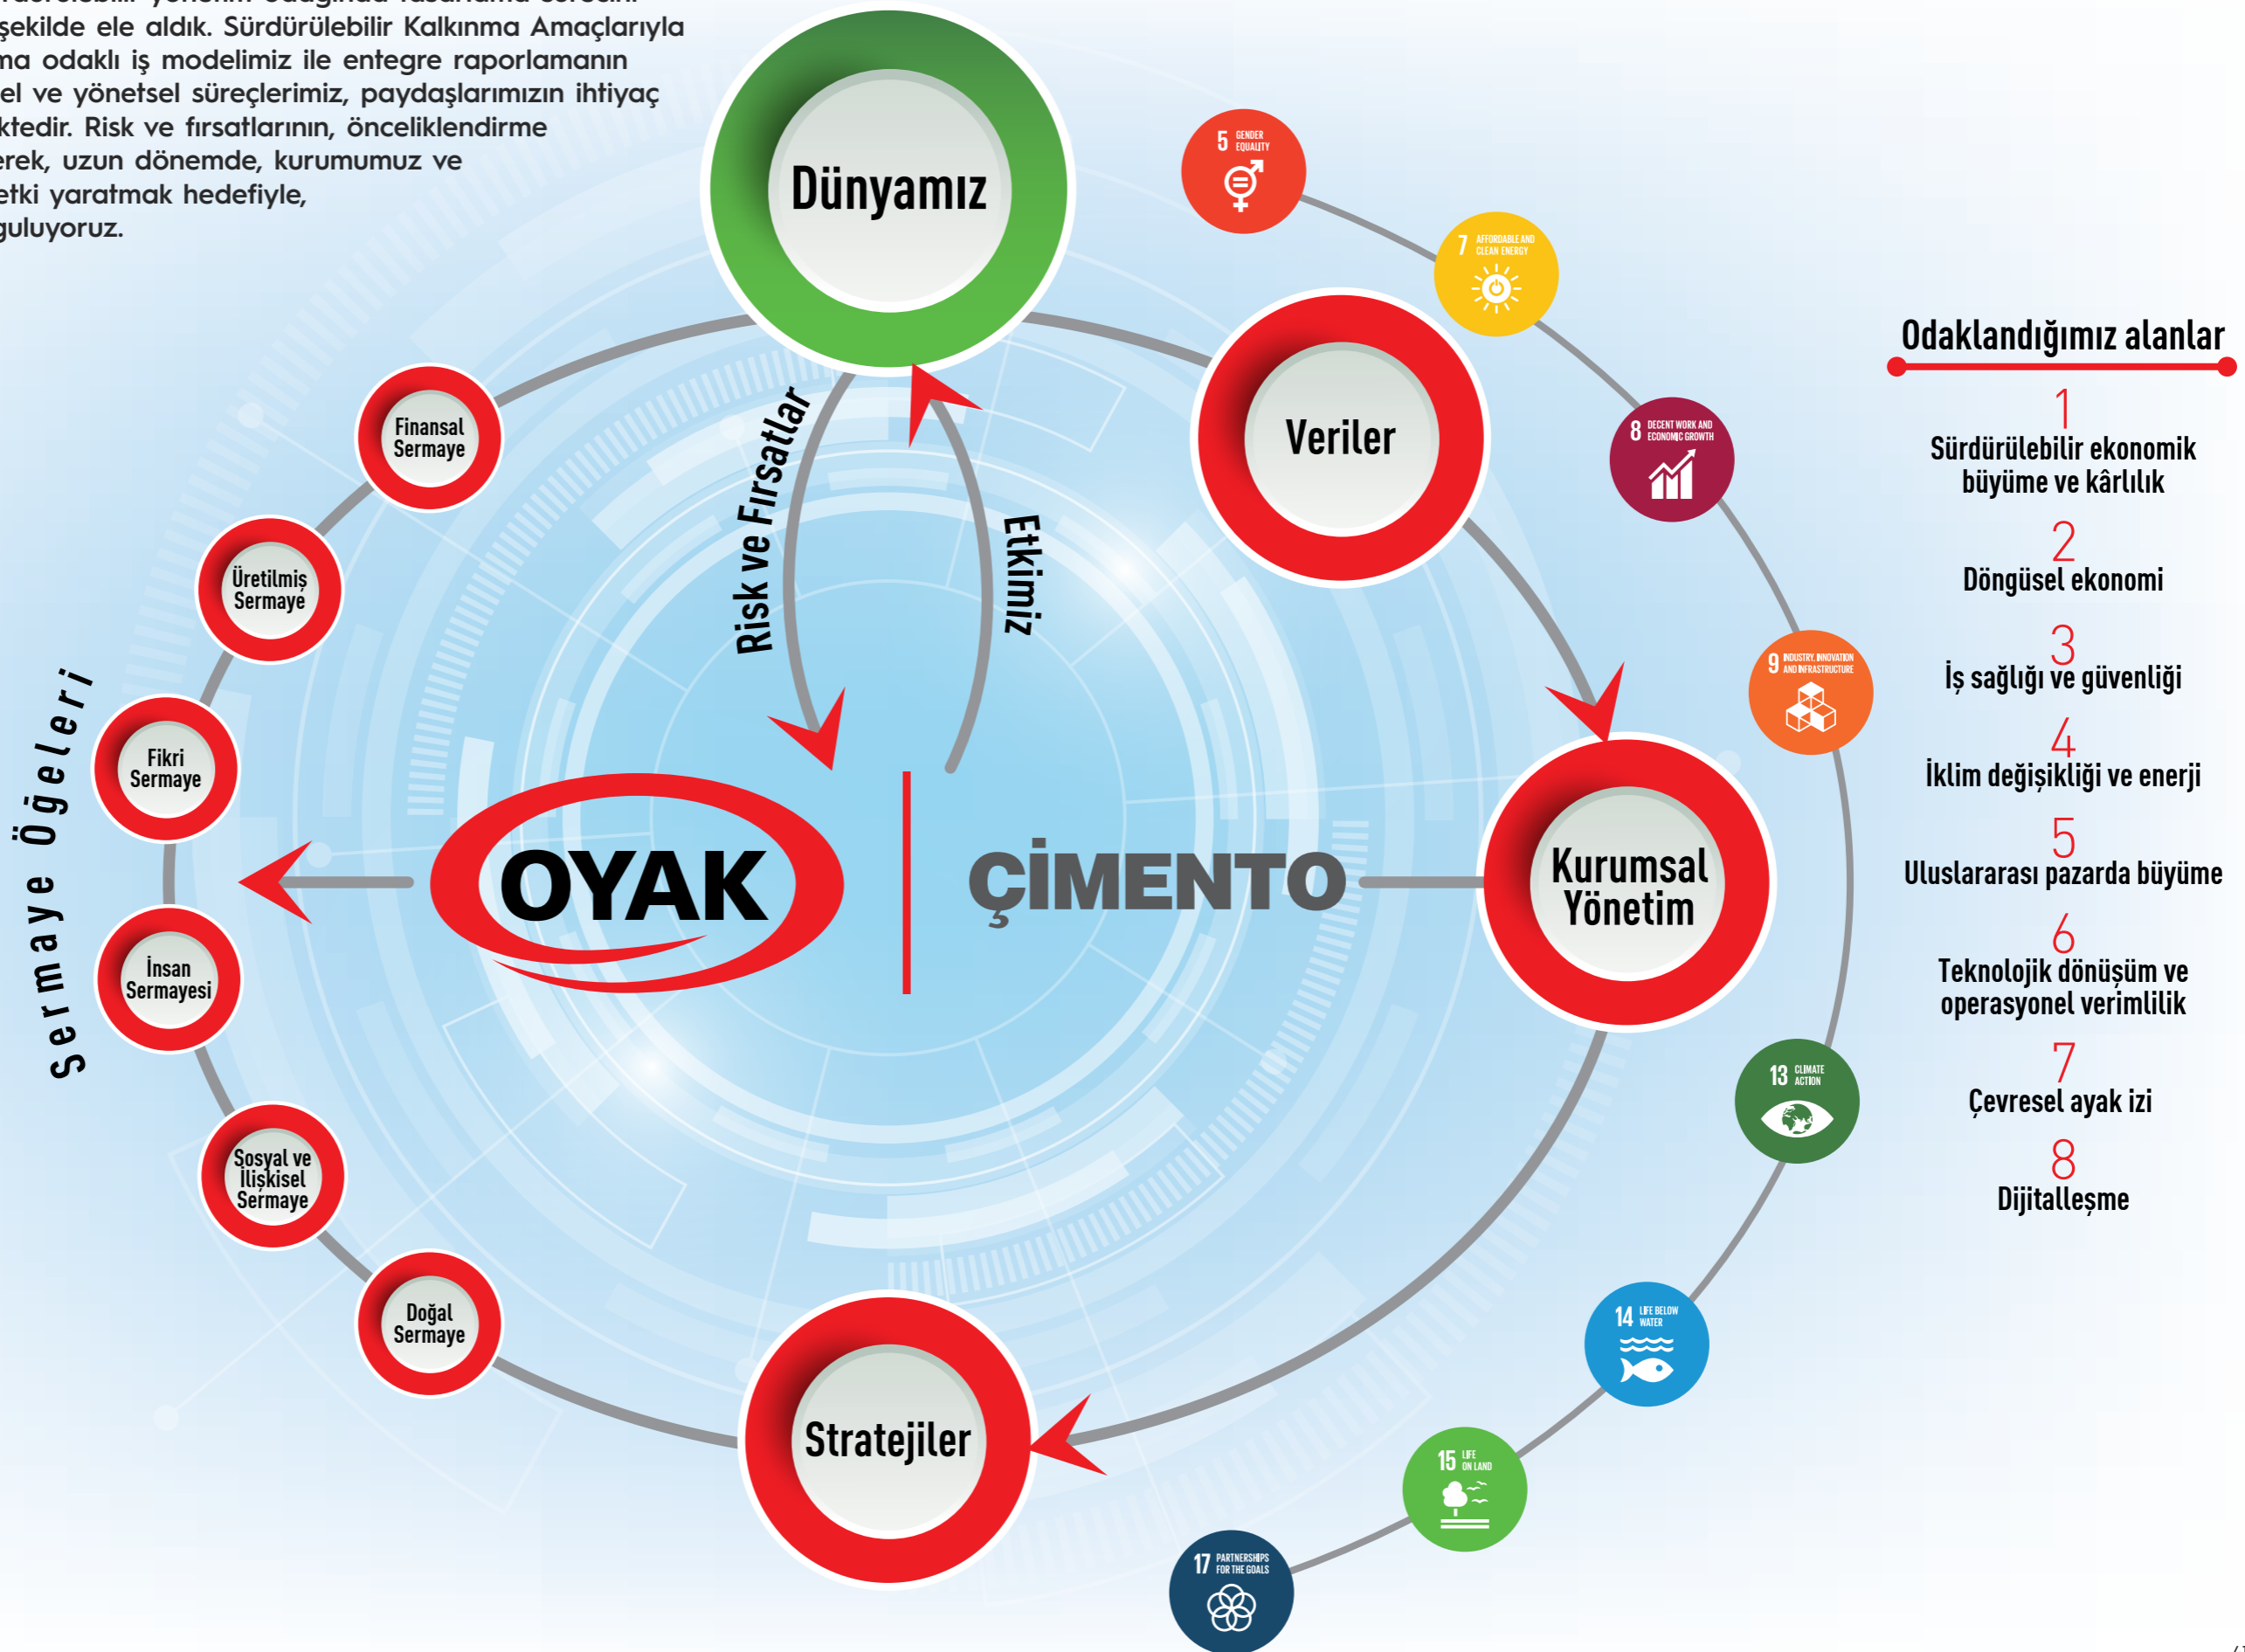 şekilde ele aldık. Sürdürülebilir Kalkınma Amaçlarıyla
odaklı iş modelimiz ile entegre raporlamanın
ve yönetsel süreçlerimiz, paydaşlarımızın ihtiyaç
Risk ve fırsatlarının, önceliklendirme
uzun dönemde, kurumumuz ve
etki yaratmak hedefiyle,
Dünyamız
5 GENDER
EQUALITY
7 AFFORDABLE AND
CLEAN ENERGY
Veriler
8 DECENT WORK AND
ECONOMIC GROWTH
9 INDUSTRY, INNOVATION
AND INFRASTRUCTURE
Risk ve Fırsatlar
Etkimiz
Sermaye Öğeleri
Finansal
Sermaye
Üretilmiş
Sermaye
Fikri
Sermaye
İnsan
Sermayesi
Sosyal ve
İlişkisel
Sermaye
Doğal
Sermaye
OYAK
ÇİMENTO
Kurumsal
Yönetim
Stratejiler
13 CLIMATE
ACTION
14 LIFE BELOW
WATER
15 LIFE
ON LAND
17 PARTNERSHIPS
FOR THE GOALS
Odaklandığımız alanlar
1
Sürdürülebilir ekonomik
büyüme ve kârlılık
2
Döngüsel ekonomi
3
İş sağlığı ve güvenliği
4
İklim değişikliği ve enerji
5
Uluslararası pazarda büyüme
6
Teknolojik dönüşüm ve
operasyonel verimlilik
7
Çevresel ayak izi
8
Dijitalleşme